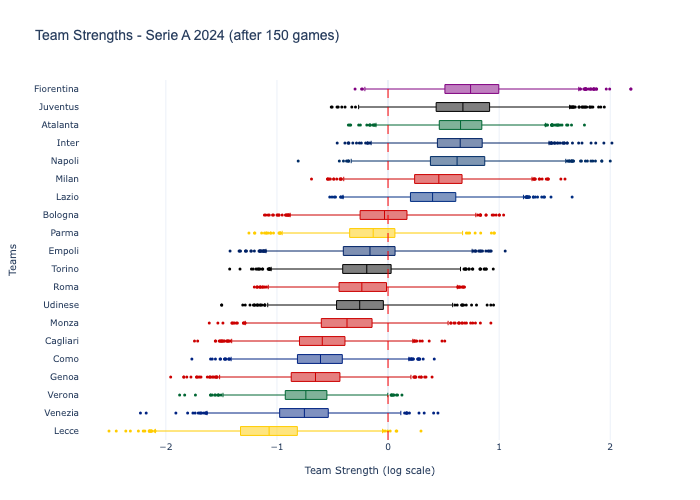 Team Strengths - Serie A 2024 (after 150 games)
Fiorentina
Juventus
Atalanta
Inter
Napoli
Milan
Lazio
Bologna
Parma
Empoli
Torino
Roma
Udinese
Monza
Cagliari
Como
Genoa
Verona
Venezia
Lecce
Teams
−2 −1 0 1 2
Team Strength (log scale)